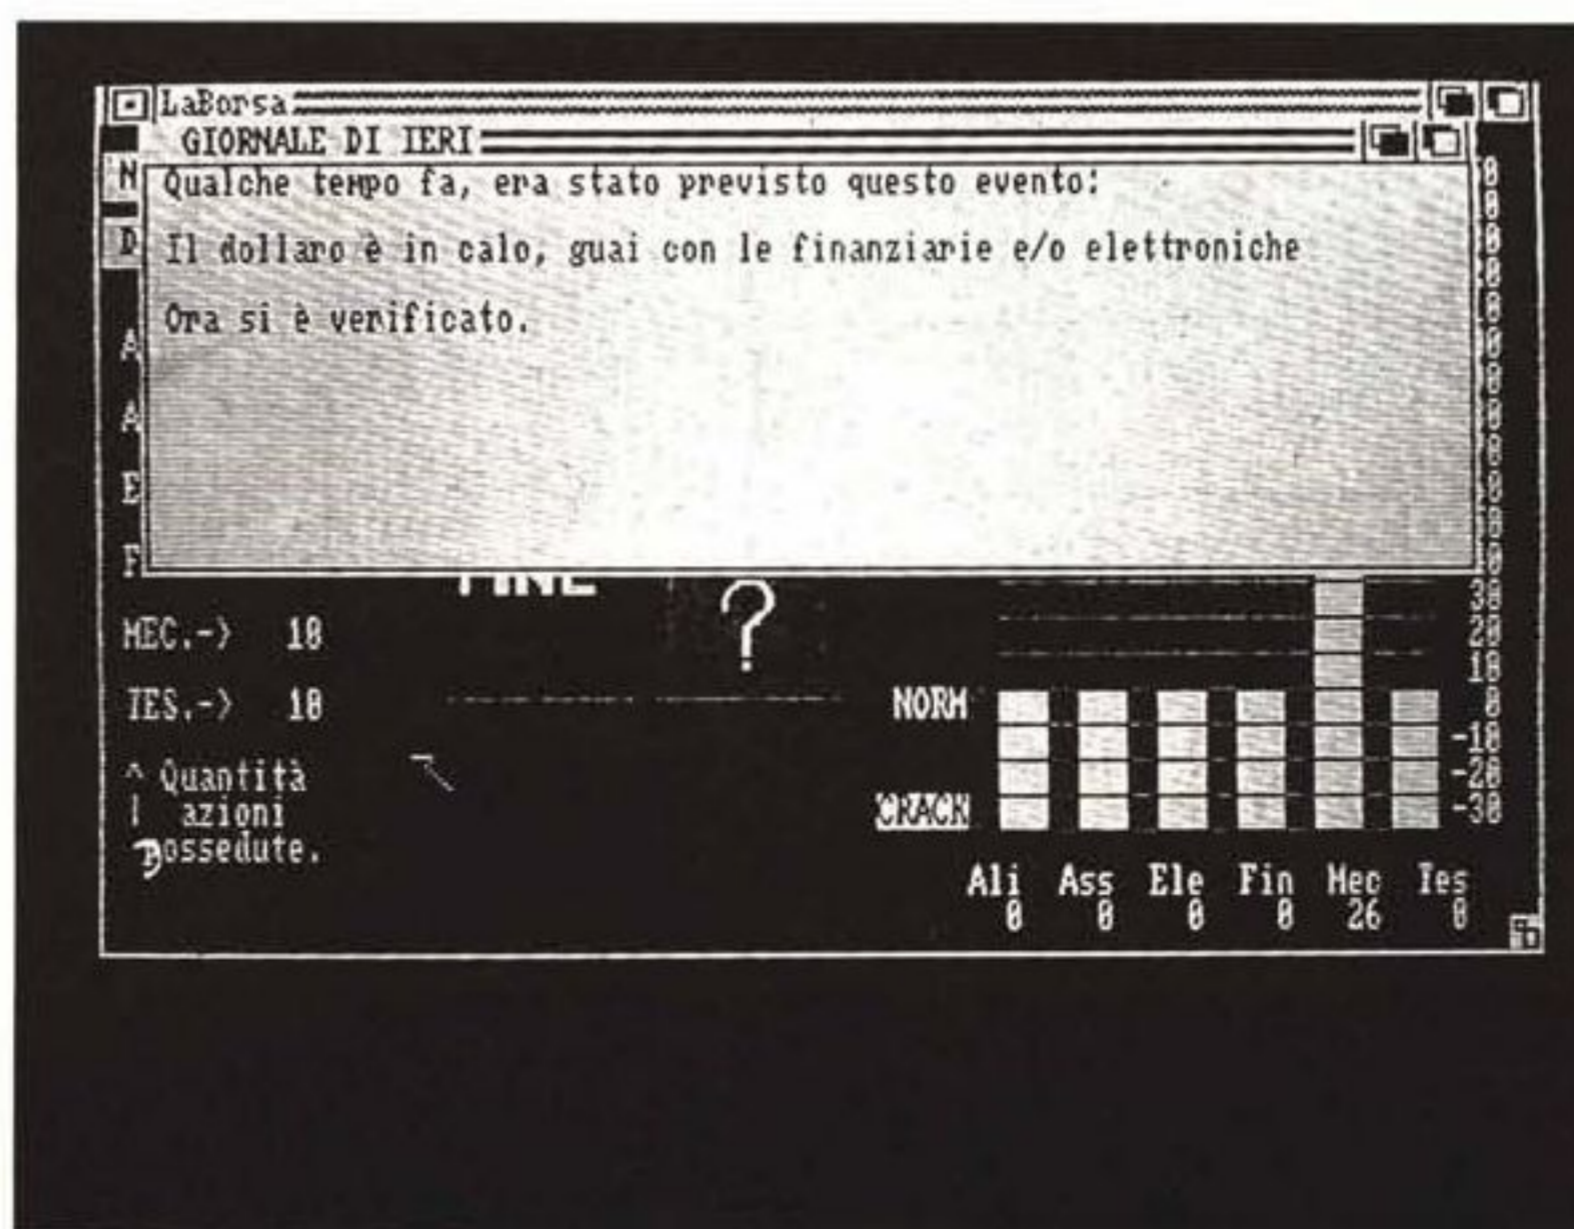 LaBorsa
GIORNALE DI IERI
Qualche tempo fa, era stato previsto questo evento:
Il dollaro è in calo, guai con le finanziarie e/o elettroniche
Ora si è verificato.
N
D
A
A
E
F
MEC.-> 10
TES.-> 10
^ Quantità
| azioni
Possedute.
?
30
20
10
NORM 0
-10
-20
CRACK -30
Ali Ass Ele Fin Mec Tes
0 0 0 0 26 0